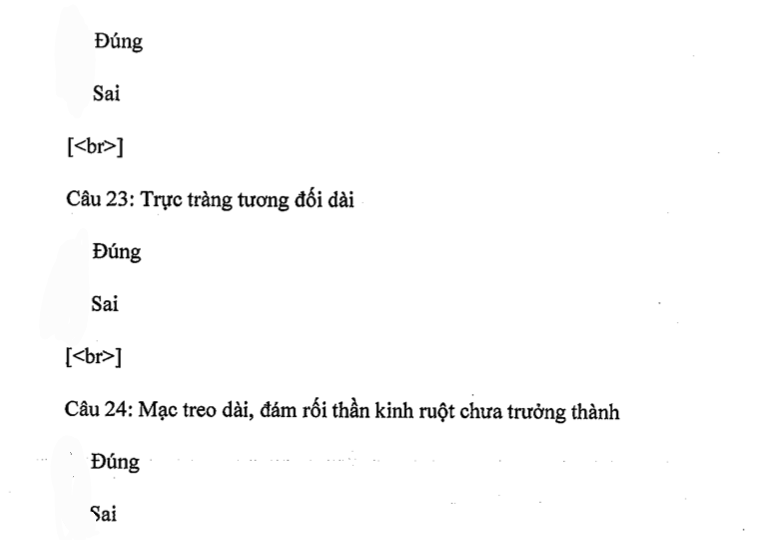 Đúng
Sai
[<br>]
Câu 23: Trực tràng tương đối dài
Đúng
Sai
[<br>]
Câu 24: Mạc treo dài, đám rối thần kinh ruột chưa trưởng thành
Đúng
Sai